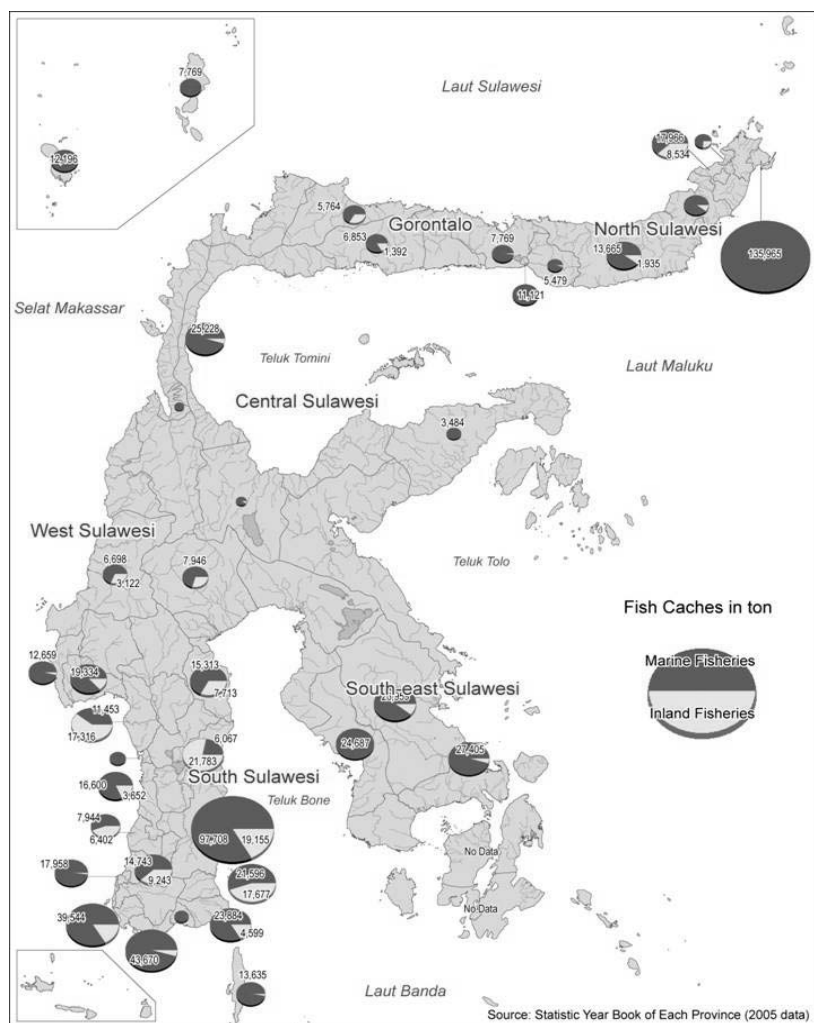 7,769
Laut Sulawesi
12,196
17,966
8,534
5,764
Gorontalo
North Sulawesi
6,853
1,392
7,769
13,665
1,935
135,965
5,479
11,121
Selat Makassar
25,228
Teluk Tomini
Laut Maluku
Central Sulawesi
3,484
West Sulawesi
6,698
3,122
7,946
Teluk Tolo
Fish Caches in ton
Marine Fisheries
Inland Fisheries
12,659
19,334
15,313
7,713
South-east Sulawesi
11,453
17,316
6,067
21,783
24,687
27,405
South Sulawesi
Teluk Bone
16,600
3,652
7,944
6,402
97,708
19,155
No Data
17,958
14,743
9,243
21,596
17,677
No Data
39,544
23,884
4,599
43,670
13,635
Laut Banda
Source: Statistic Year Book of Each Province (2005 data)